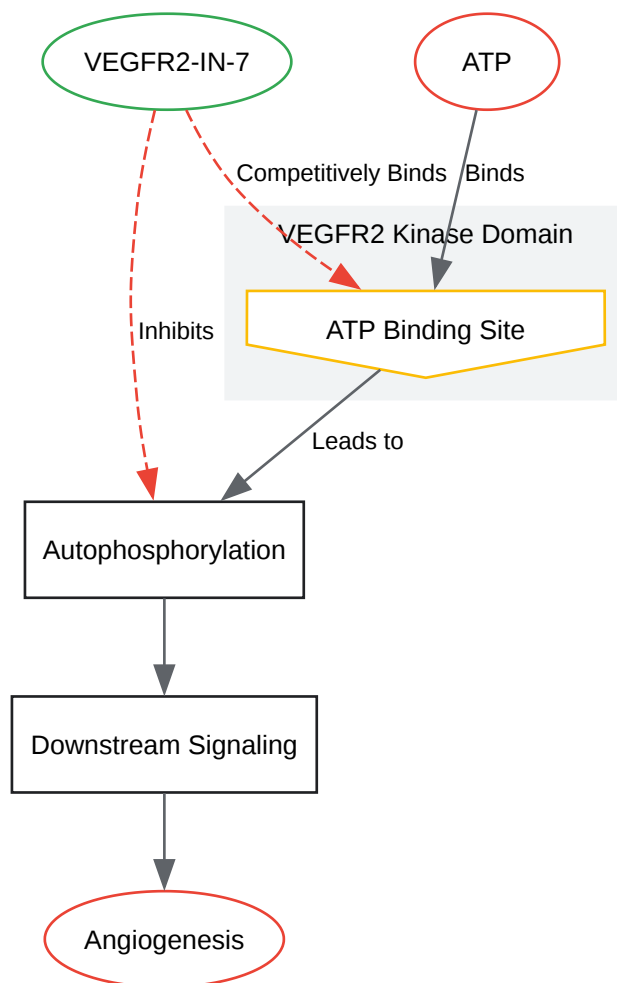 VEGFR2-IN-7
ATP
Competitively Binds
Binds
VEGFR2 Kinase Domain
Inhibits
ATP Binding Site
Leads to
Autophosphorylation
Downstream Signaling
Angiogenesis